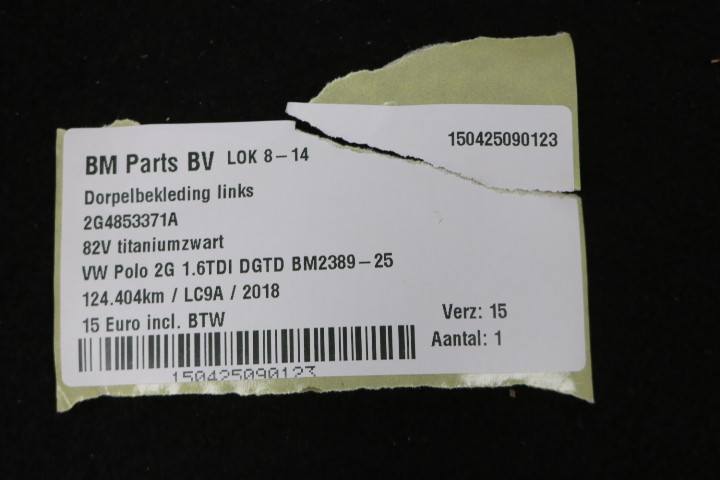 150425090123
BM Parts BV LOK 8-14
Dorpelbekleding links
2G4853371A
82V titaniumzwart
VW Polo 2G 1.6TDI DGTD BM2389-25
124.404km / LC9A / 2018
15 Euro incl. BTW
Verz: 15
Aantal: 1
150425090123